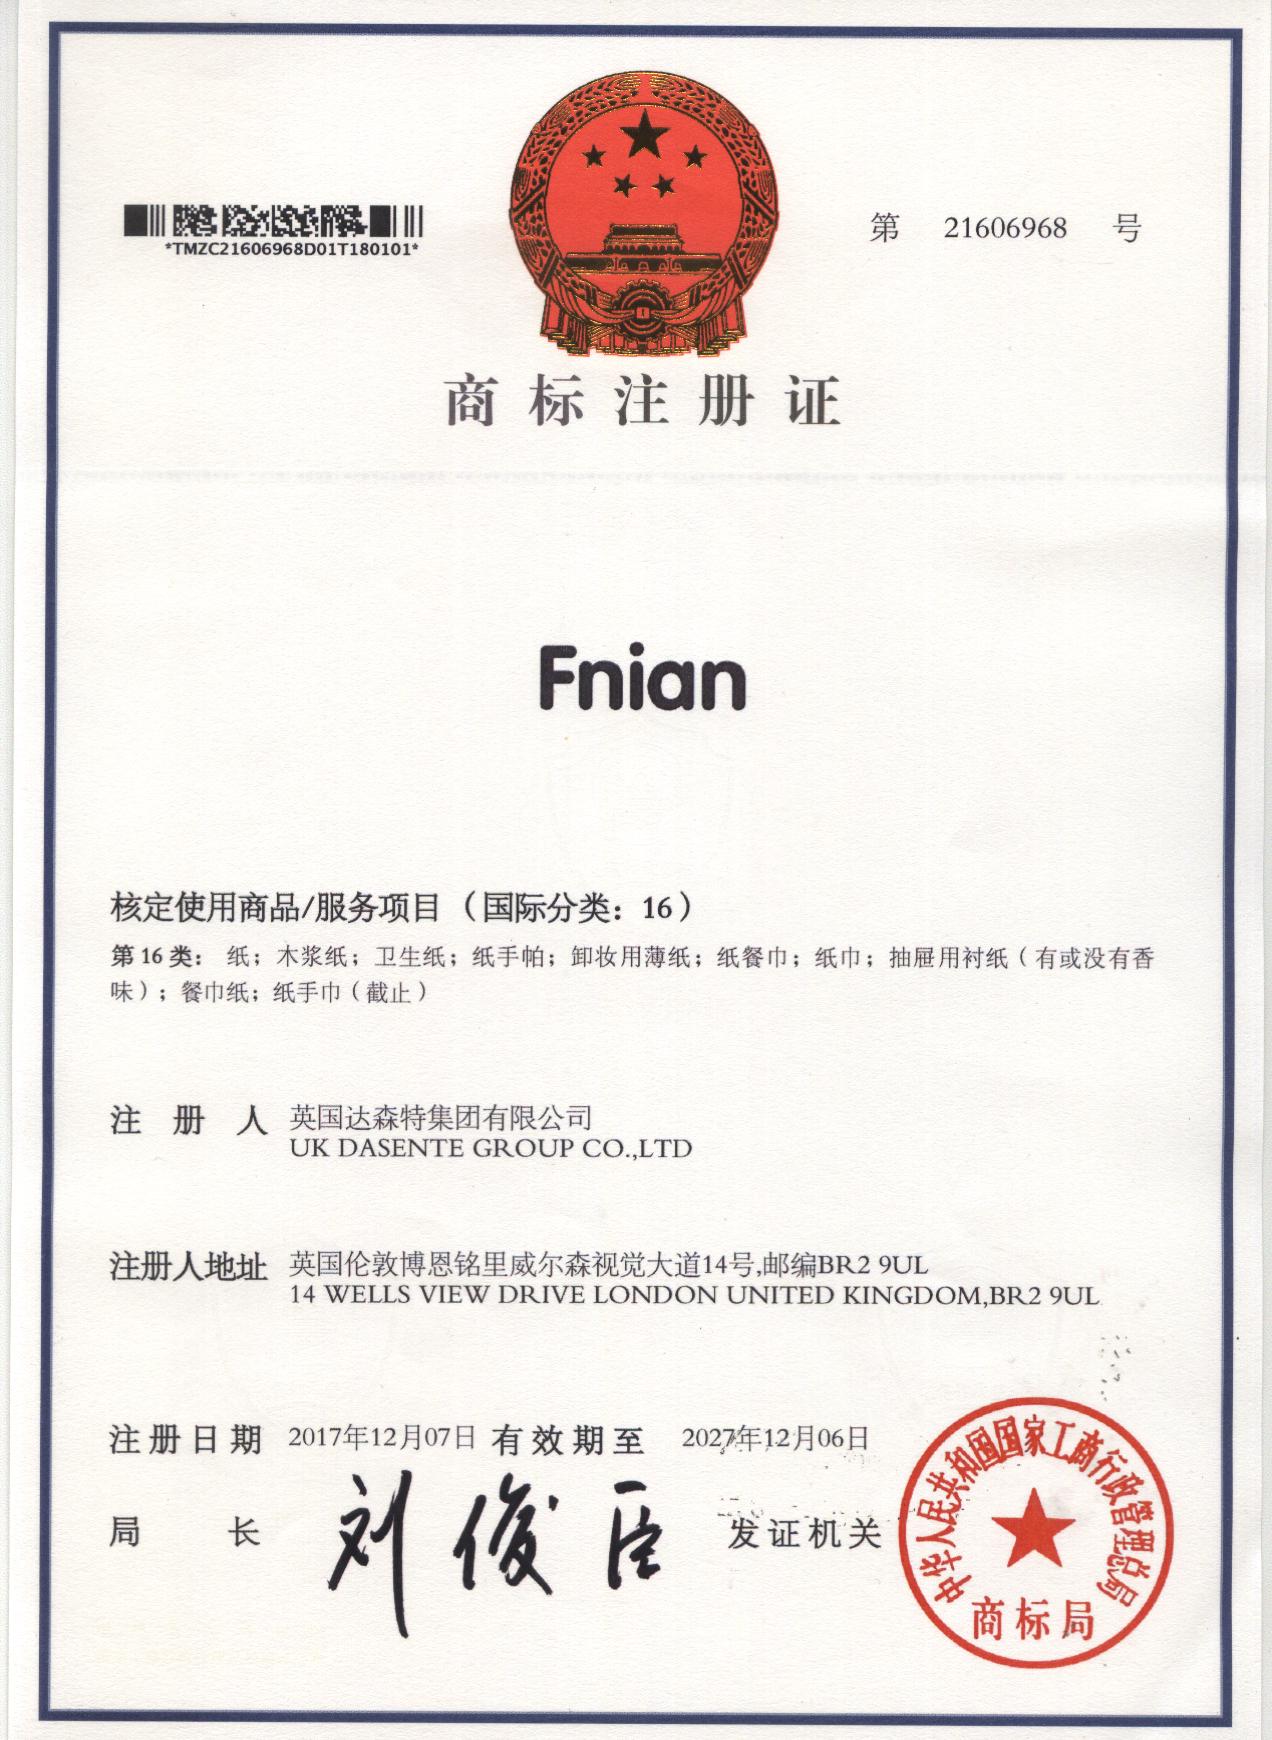 *TMZC21606968D01T180101*
第 21606968 号
商标注册证
Fnian
核定使用商品/服务项目（国际分类：16）
第16类：纸；木浆纸；卫生纸；纸手帕；卸妆用薄纸；纸餐巾；纸巾；抽屉用衬纸（有或没有香
味）；餐巾纸；纸手巾（截止）
注册人 英国达森特集团有限公司
UK DASENTE GROUP CO.,LTD
注册人地址 英国伦敦博恩铭里威尔森视觉大道14号,邮编BR2 9UL
14 WELLS VIEW DRIVE LONDON UNITED KINGDOM,BR2 9UL
注册日期 2017年12月07日 有效期至 2027年12月06日
局长 刘俊臣 发证机关
中华人民共和国国家工商行政管理总局
商标局